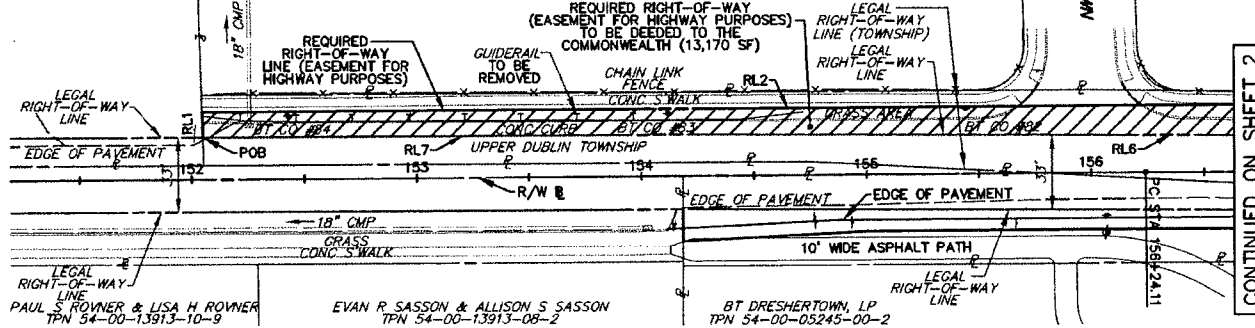 18" CMP
REQUIRED
RIGHT-OF-WAY
LINE (EASEMENT FOR
HIGHWAY PURPOSES)
GUIDERAIL
TO BE
REMOVED
REQUIRED RIGHT-OF-WAY
(EASEMENT FOR HIGHWAY PURPOSES)
TO BE DEEDED TO THE
COMMONWEALTH (13,170 SF)
LEGAL
RIGHT-OF-WAY
LINE (TOWNSHIP)
LEGAL
RIGHT-OF-WAY
LINE
CHAIN LINK
FENCE
CONC S'WALK
RL2
LEGAL
RIGHT-OF-WAY
LINE
RL1
BT CO #84
CONC CURB
BT CO #83
GRASS AREA
BT CO #82
EDGE OF PAVEMENT
POB
RL7
UPPER DUBLIN TOWNSHIP
RL6
33'
152
153
154
155
156
33'
R/W
EDGE OF PAVEMENT
EDGE OF PAVEMENT
18" CMP
GRASS
CONC S'WALK
10' WIDE ASPHALT PATH
PC STA 156+24.11
LEGAL
RIGHT-OF-WAY
LINE
LEGAL
RIGHT-OF-WAY
LINE
PAUL S ROVNER & LISA H ROVNER
TPN 54-00-13913-10-9
EVAN R SASSON & ALLISON S SASSON
TPN 54-00-13913-08-2
BT DRESHERTOWN, LP
TPN 54-00-05245-00-2
CONTINUED ON SHEET 2